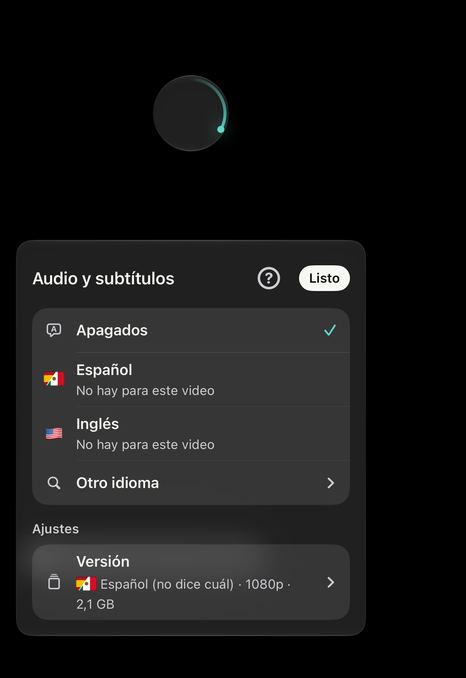 Audio y subtítulos
Listo
Apagados
Español
No hay para este video
Inglés
No hay para este video
Otro idioma
Ajustes
Versión
Español (no dice cuál) · 1080p ·
2,1 GB